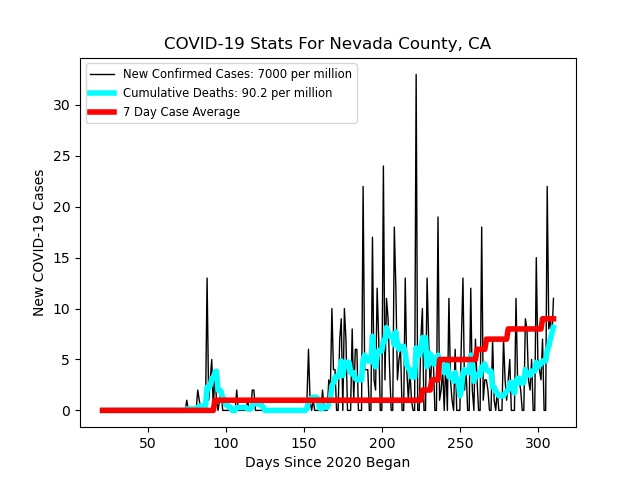 COVID-19 Stats For Nevada County, CA
New Confirmed Cases: 7000 per million
Cumulative Deaths: 90.2 per million
7 Day Case Average
New COVID-19 Cases
30
25
20
15
10
5
0
50 100 150 200 250 300
Days Since 2020 Began